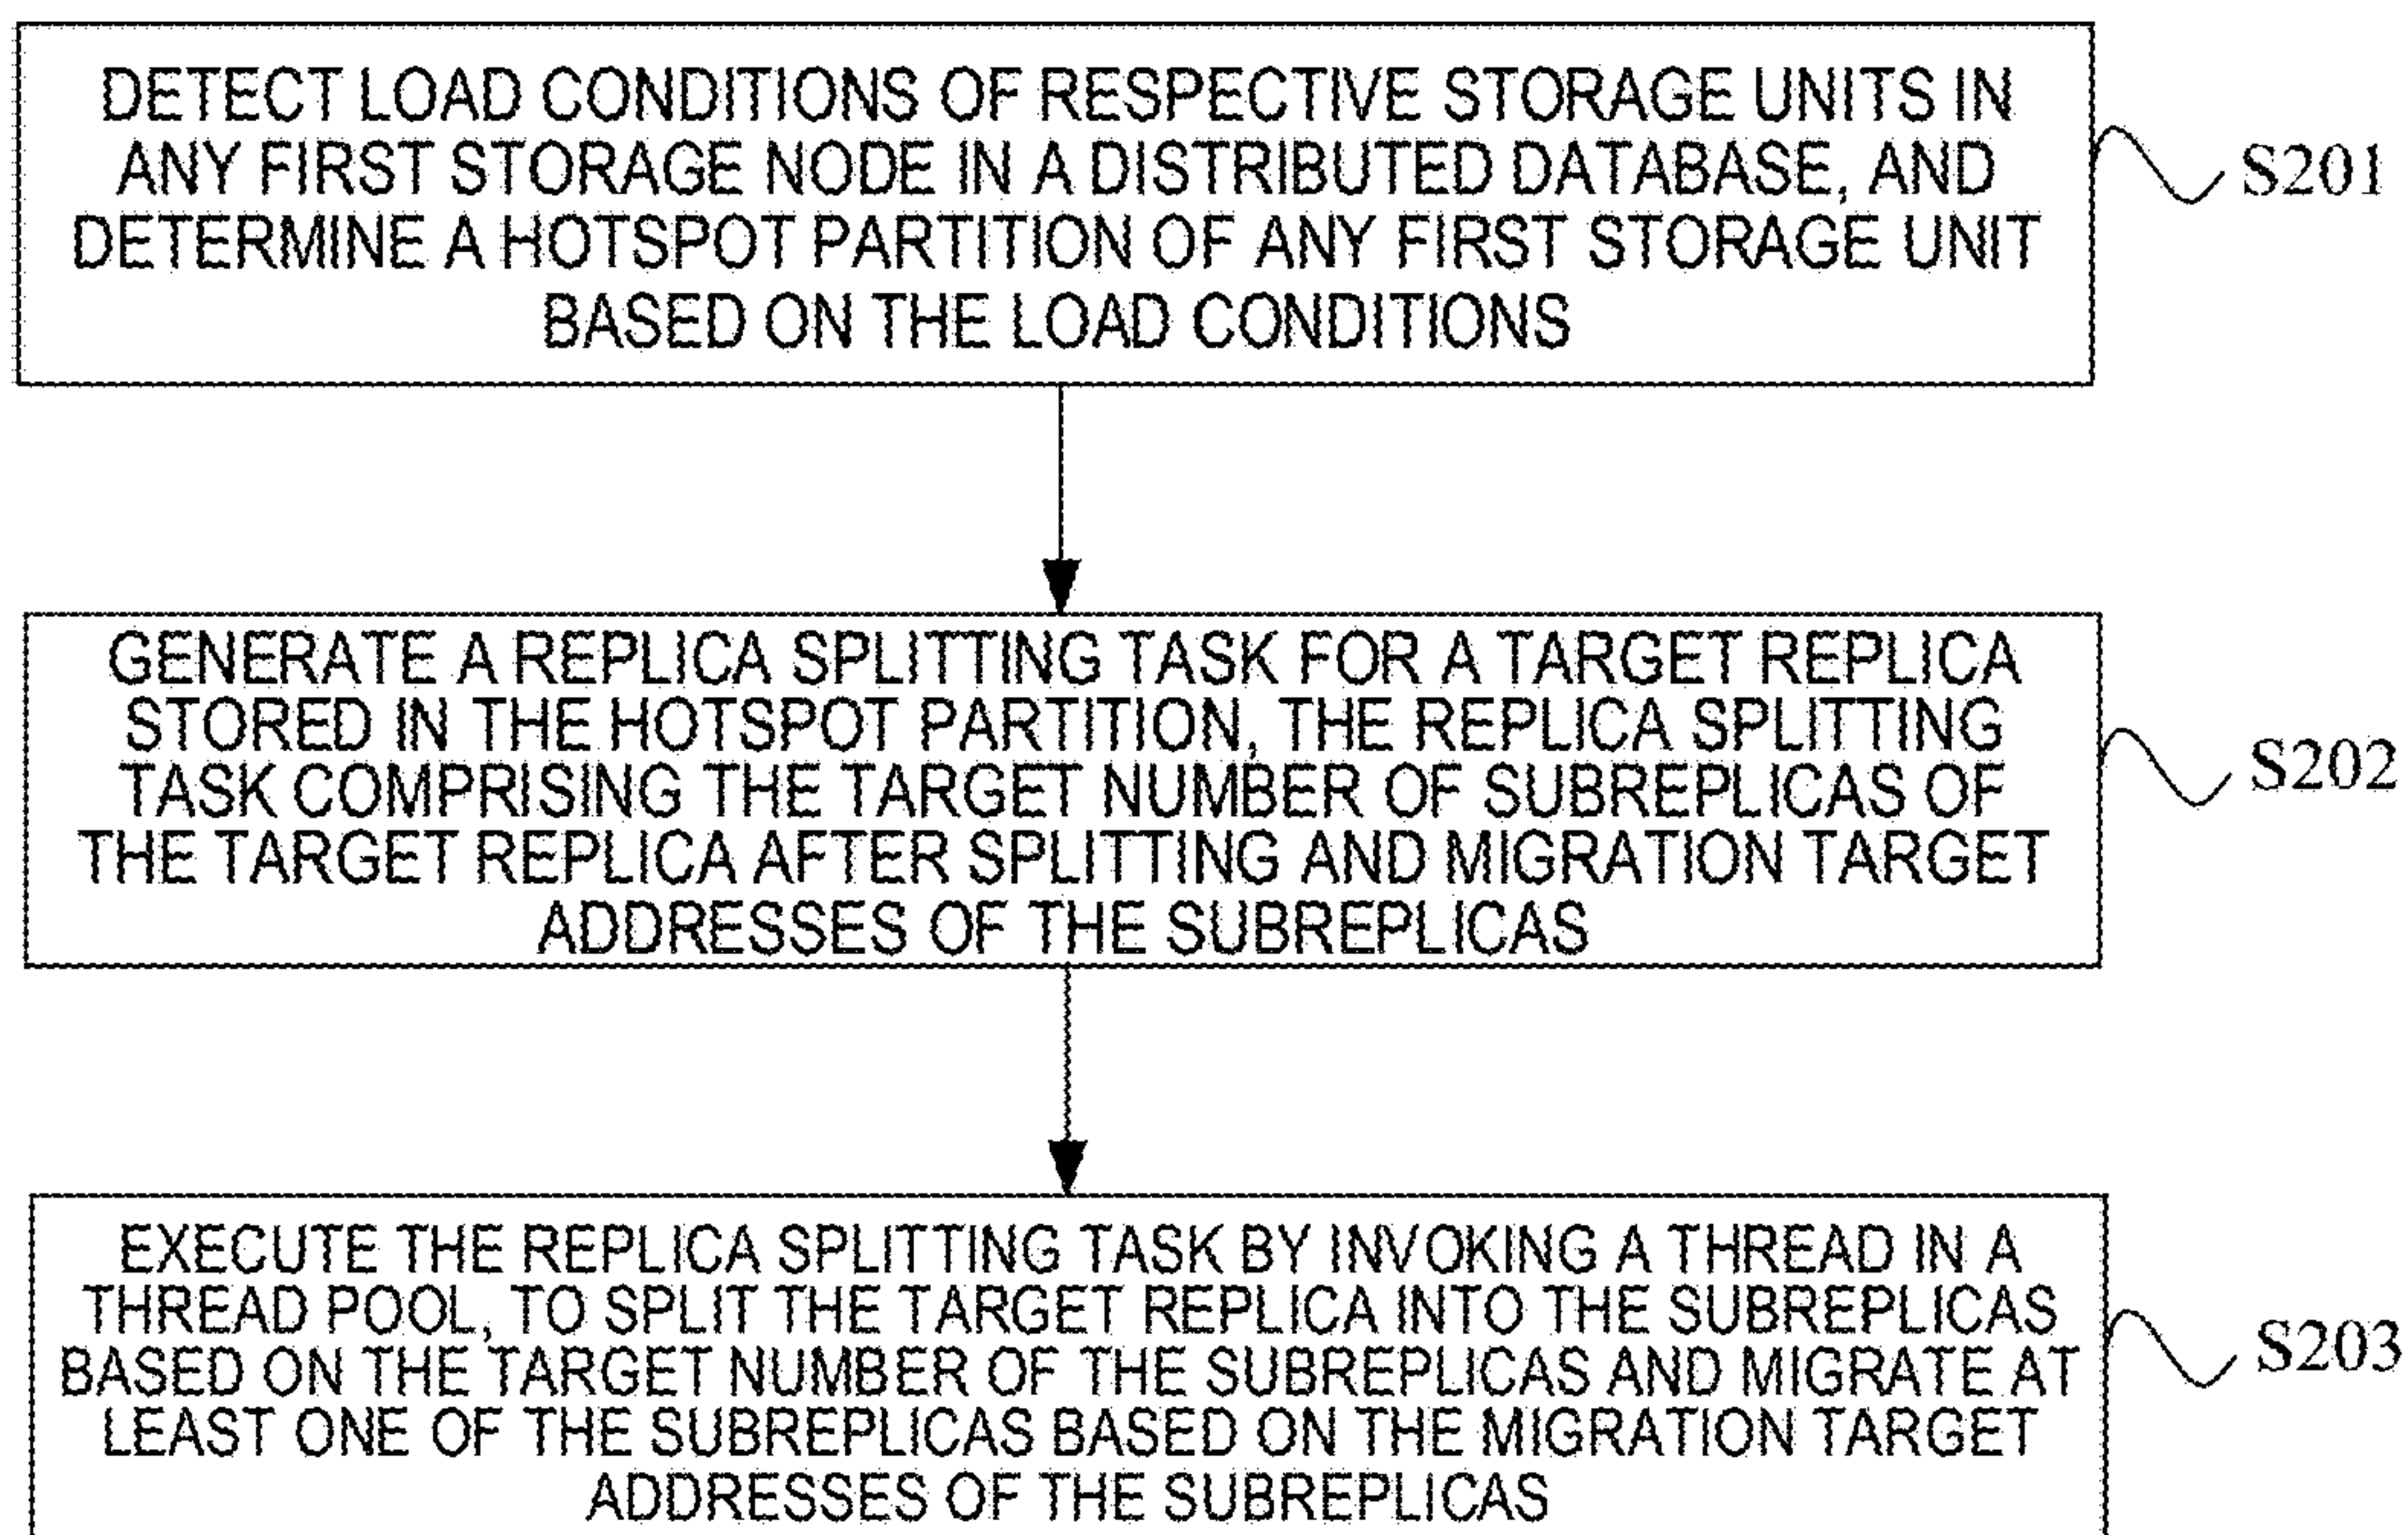 DETECT LOAD CONDITIONS OF RESPECTIVE STORAGE UNITS IN
ANY FIRST STORAGE NODE IN A DISTRIBUTED DATABASE, AND
DETERMINE A HOTSPOT PARTITION OF ANY FIRST STORAGE UNIT
BASED ON THE LOAD CONDITIONS
S201
GENERATE A REPLICA SPLITTING TASK FOR A TARGET REPLICA
STORED IN THE HOTSPOT PARTITION, THE REPLICA SPLITTING
TASK COMPRISING THE TARGET NUMBER OF SUBREPLICAS OF
THE TARGET REPLICA AFTER SPLITTING AND MIGRATION TARGET
ADDRESSES OF THE SUBREPLICAS
S202
EXECUTE THE REPLICA SPLITTING TASK BY INVOKING A THREAD IN A
THREAD POOL, TO SPLIT THE TARGET REPLICA INTO THE SUBREPLICAS
BASED ON THE TARGET NUMBER OF THE SUBREPLICAS AND MIGRATE AT
LEAST ONE OF THE SUBREPLICAS BASED ON THE MIGRATION TARGET
ADDRESSES OF THE SUBREPLICAS
S203